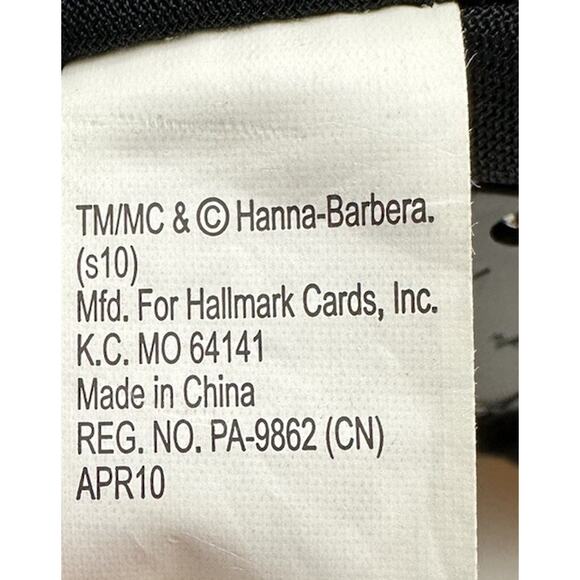 TM/MC & © Hanna-Barbera.
(s10)
Mfd. For Hallmark Cards, Inc.
K.C. MO 64141
Made in China
REG. NO. PA-9862 (CN)
APR10